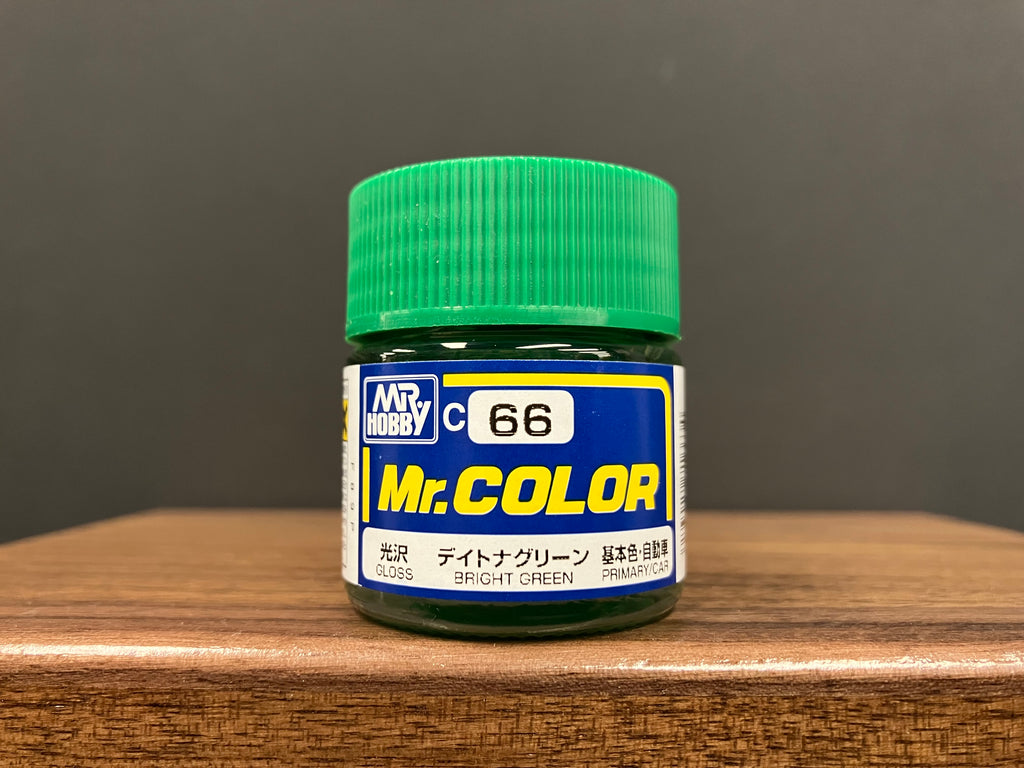 MR.
HOBBY
C 66
Mr.COLOR
光沢 デイトナグリーン 基本色・自動車
GLOSS BRIGHT GREEN PRIMARY/CAR